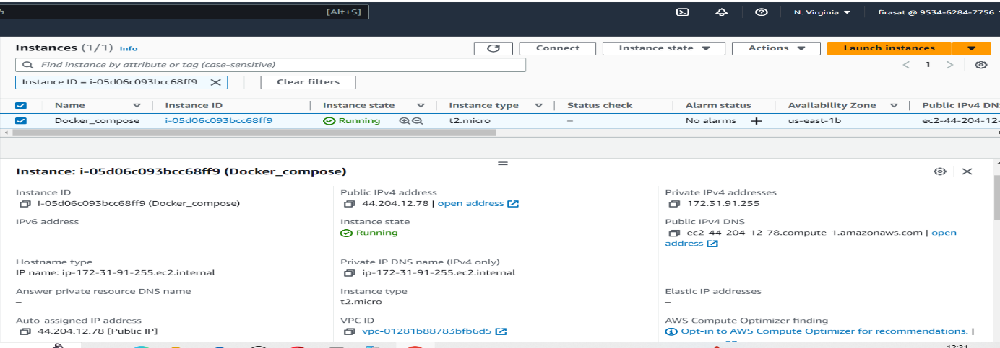 [Alt+S] N. Virginia firasat @ 9534-6284-7756
Instances (1/1) Info Connect Instance state Actions Launch instances
Find instance by attribute or tag (case-sensitive) 1
Instance ID = i-05d06c093bcc68ff9 Clear filters
Name Instance ID Instance state Instance type Status check Alarm status Availability Zone Public IPv4 DN
Docker_compose i-05d06c093bcc68ff9 Running t2.micro – No alarms + us-east-1b ec2-44-204-12-
Instance: i-05d06c093bcc68ff9 (Docker_compose)
Instance ID Public IPv4 address Private IPv4 addresses
i-05d06c093bcc68ff9 (Docker_compose) 44.204.12.78 | open address 172.31.91.255
IPv6 address Instance state Public IPv4 DNS
– Running ec2-44-204-12-78.compute-1.amazonaws.com | open
address
Hostname type Private IP DNS name (IPv4 only)
IP name: ip-172-31-91-255.ec2.internal ip-172-31-91-255.ec2.internal
Answer private resource DNS name Instance type Elastic IP addresses
– t2.micro –
Auto-assigned IP address VPC ID AWS Compute Optimizer finding
44.204.12.78 [Public IP] vpc-01281b88783bfb6d5 Opt-in to AWS Compute Optimizer for recommendations. |